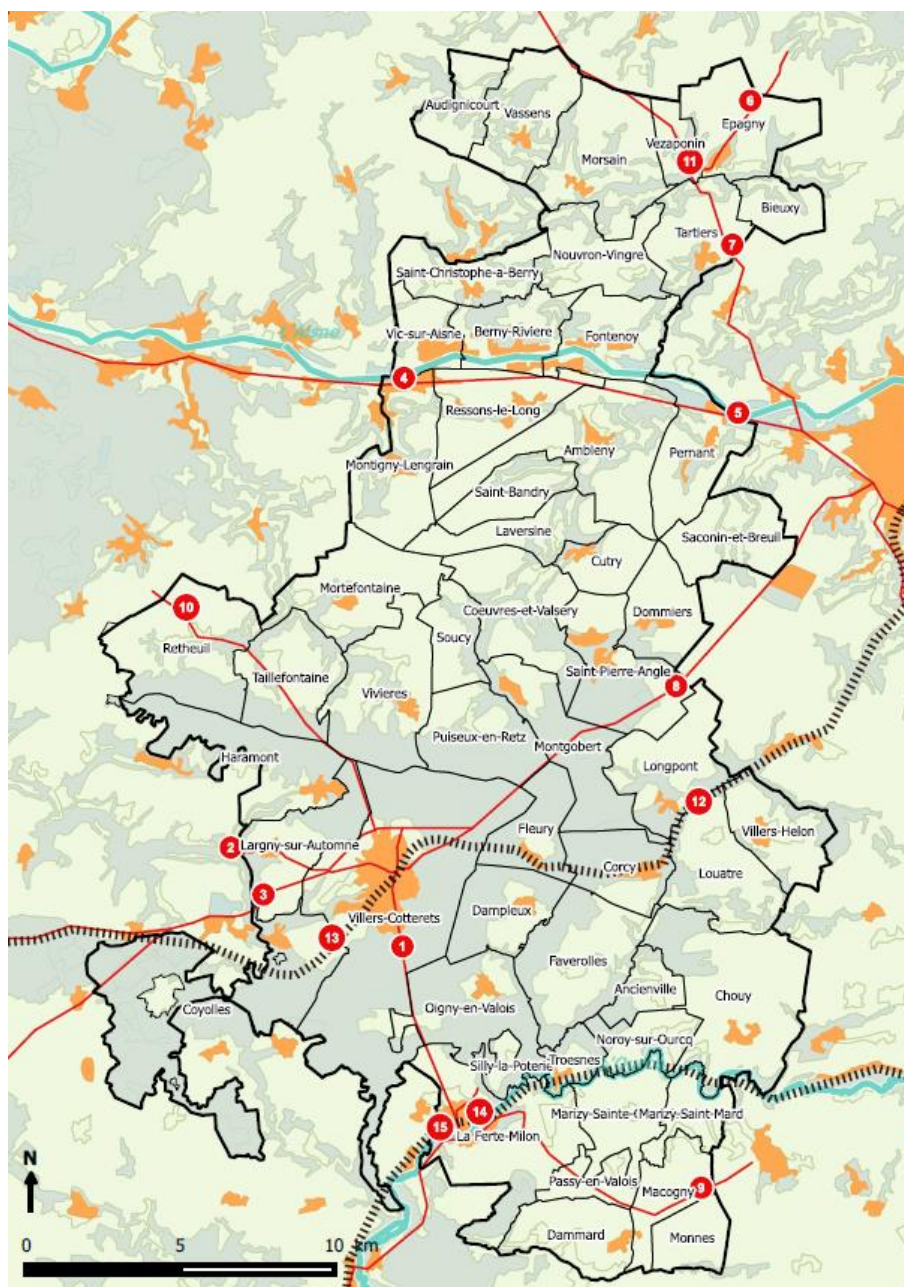 6
Audignicourt
Vassens
Epagny
Vezaponin
11
Morsain
Bieuxy
Tartiers
7
Nouvron-Vingre
Saint-Christophe-a-Berry
Vic-sur-Aisne
Berny-Riviere
Fontenoy
4
5
Ressons-le-Long
Ambleny
Pernant
Montigny-Lengrain
Saint-Bandry
Laversine
Saconin-et-Breuil
Cutry
Mortefontaine
10
Coeuvres-et-Valsery
Dommiers
Retheuil
Soucy
Taillefontaine
Saint-Pierre-Aigle
8
Vivieres
Puiseux-en-Retz
Montgobert
Haramont
Longpont
12
Fleury
Villers-Helon
2
Largny-sur-Automne
Corcy
Louatre
3
Dampleux
Villers-Cotterets
13
1
Faverolles
Ancienville
Chouy
Coyolles
Oigny-en-Valois
Noroy-sur-Ourcq
Silly-la-Poterie
Troesnes
14
15
Marizy-Sainte-
Marizy-Saint-Mard
La Ferte-Milon
N
Passy-en-Valois
Macogny
9
Dammard
Monnes
0 5 10 km